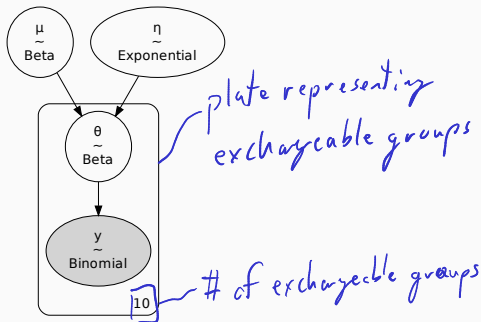 μ
~
Beta
η
~
Exponential
θ
~
Beta
y
~
Binomial
10
plate representing
exchangeable groups
# of exchangeable groups